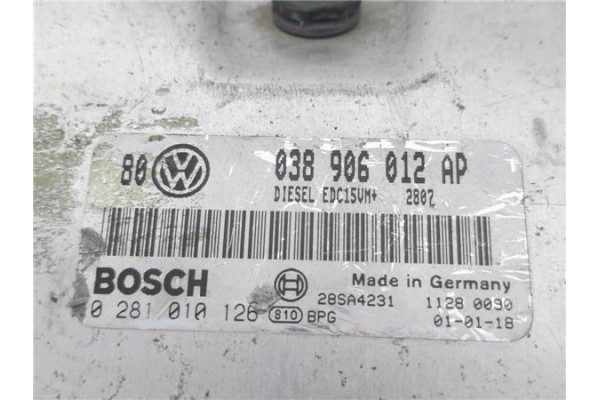 80 VW 038 906 012 AP
DIESEL EDC15VM+ 2807
BOSCH Made in Germany
28SA4231 1128 0090
0 281 010 126 810 BPG 01-01-18